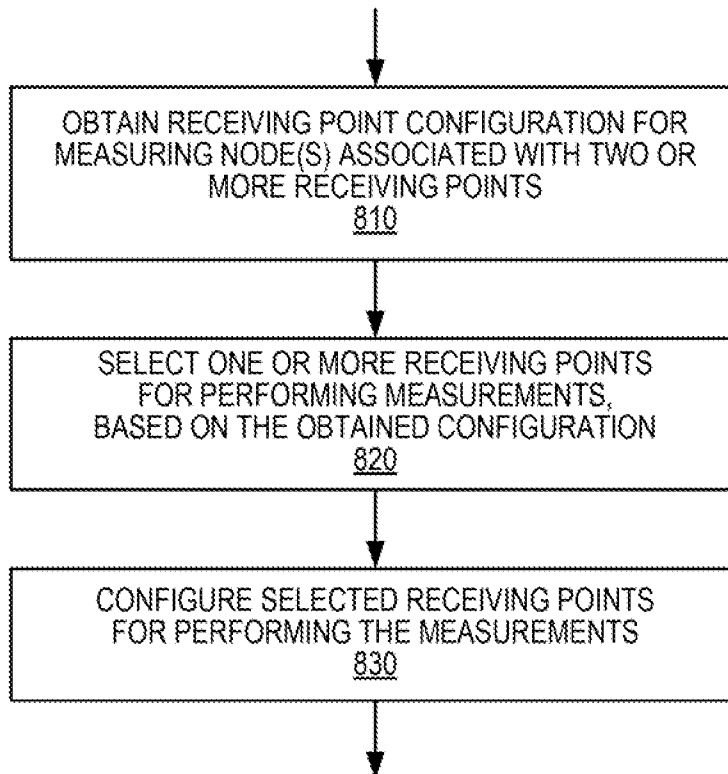 OBTAIN RECEIVING POINT CONFIGURATION FOR
MEASURING NODE(S) ASSOCIATED WITH TWO OR
MORE RECEIVING POINTS
810
SELECT ONE OR MORE RECEIVING POINTS
FOR PERFORMING MEASUREMENTS,
BASED ON THE OBTAINED CONFIGURATION
820
CONFIGURE SELECTED RECEIVING POINTS
FOR PERFORMING THE MEASUREMENTS
830